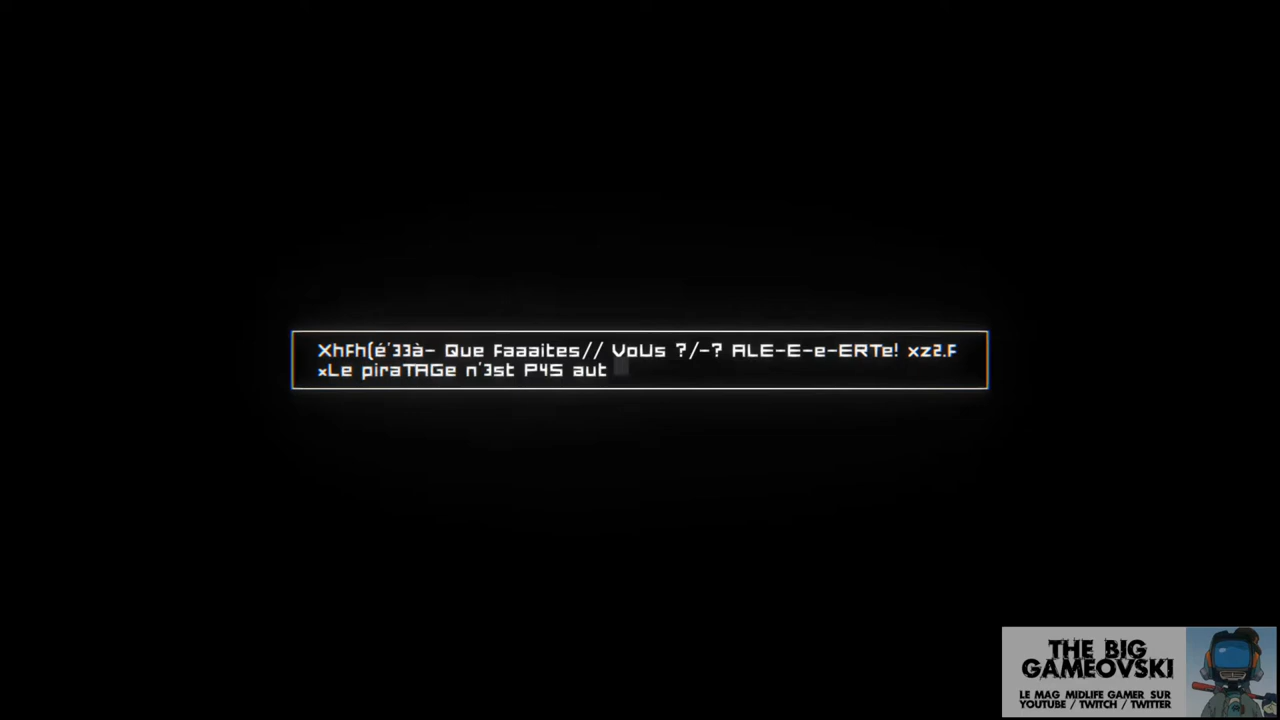 XhFh(é'33à- Que Faaaites// VoUs ?/-? ALE-E-e-ERTe! xz2.F
xLe piraTAGe n'3st P4S aut
THE BIG
GAMEOVSKI
LE MAG MIDLIFE GAMER SUR
YOUTUBE / TWITCH / TWITTER